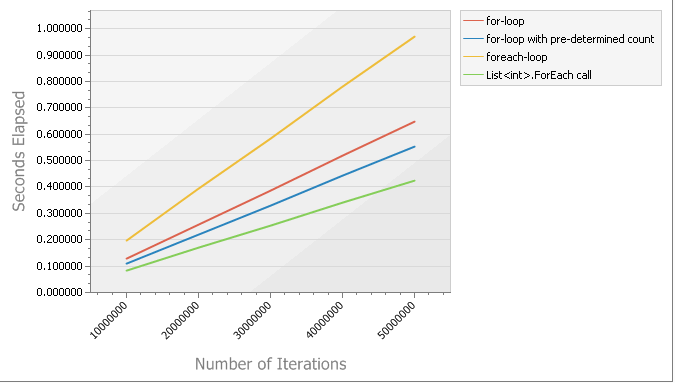 1.000000
0.900000
0.800000
0.700000
0.600000
0.500000
0.400000
0.300000
0.200000
0.100000
0.000000
Seconds Elapsed
10000000
20000000
30000000
40000000
50000000
Number of Iterations
for-loop
for-loop with pre-determined count
foreach-loop
List<int>.ForEach call